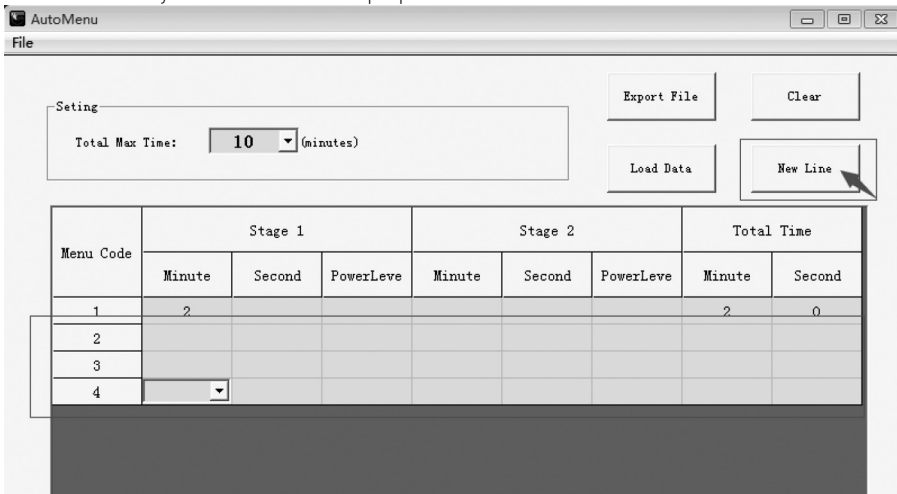 AutoMenu
File
Export File
Clear
Seting
Total Max Time: 10 (minutes)
Load Data
New Line
Menu Code
Stage 1
Stage 2
Total Time
Minute Second PowerLeve Minute Second PowerLeve Minute Second
1 2 2 0
2
3
4